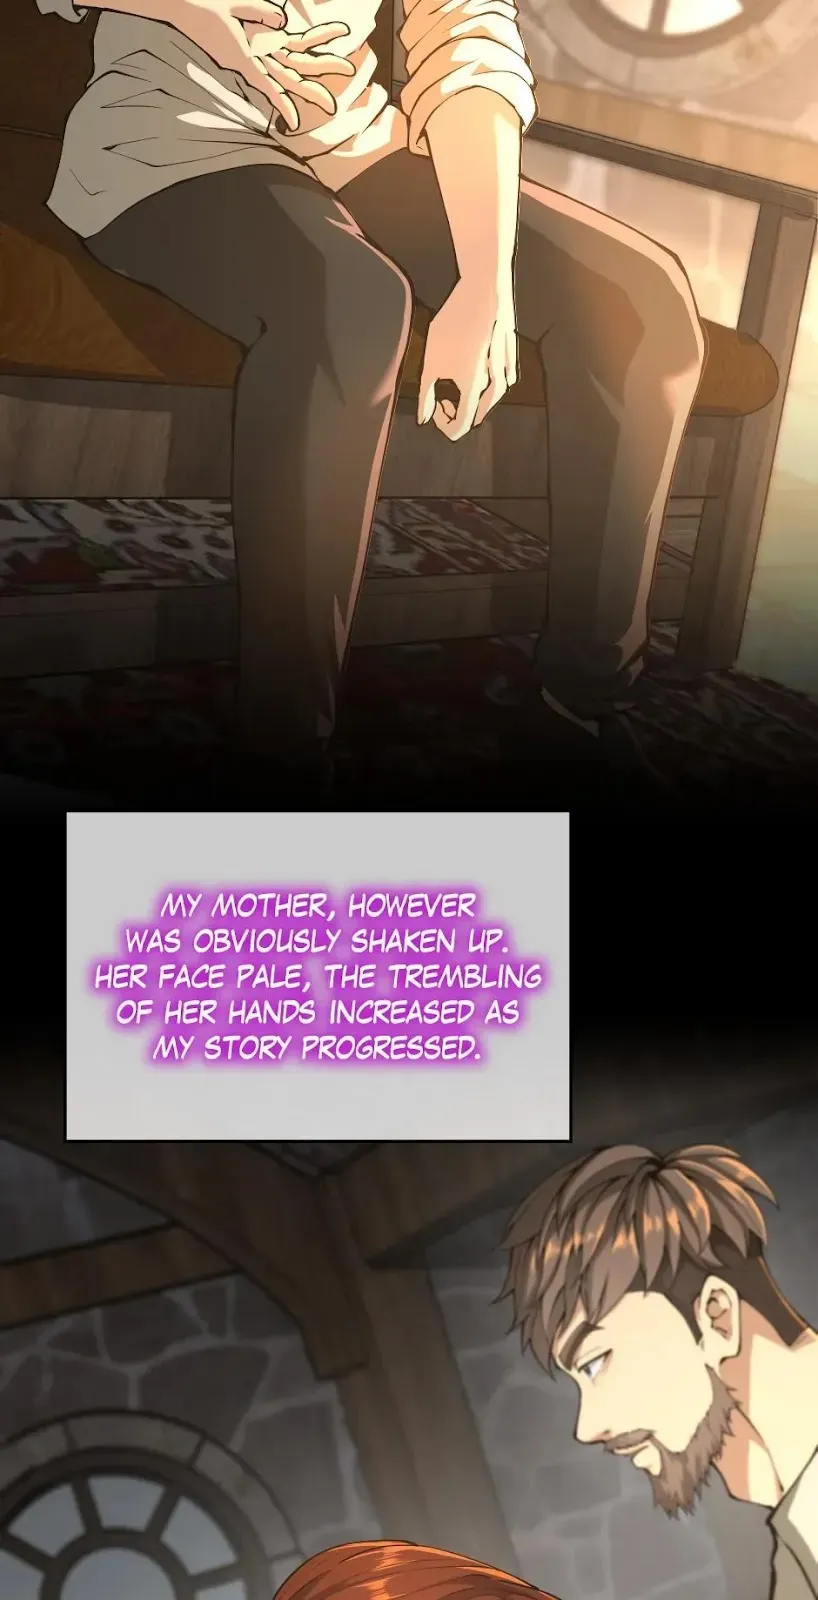 MY MOTHER, HOWEVER
WAS OBVIOUSLY SHAKEN UP.
HER FACE PALE, THE TREMBLING
OF HER HANDS INCREASED AS
MY STORY PROGRESSED.